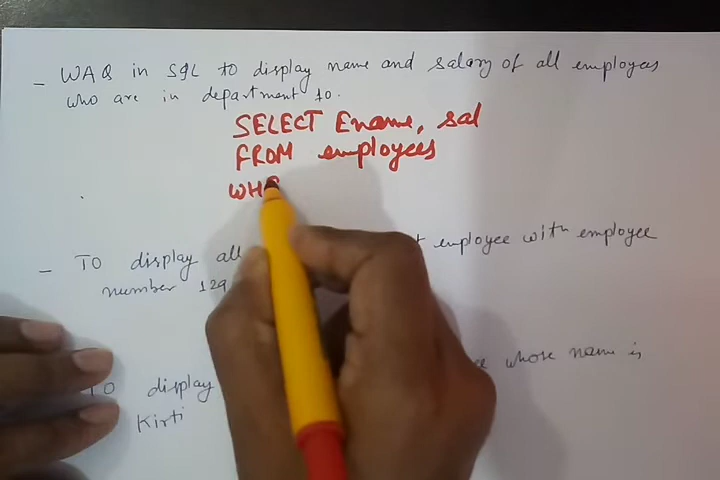 - WAQ in SQL to display name and salary of all employees
who are in department 10.
SELECT Ename, sal
FROM employees
WHE
- TO display all employee with employee
number 129
TO display whose name is
Kirti